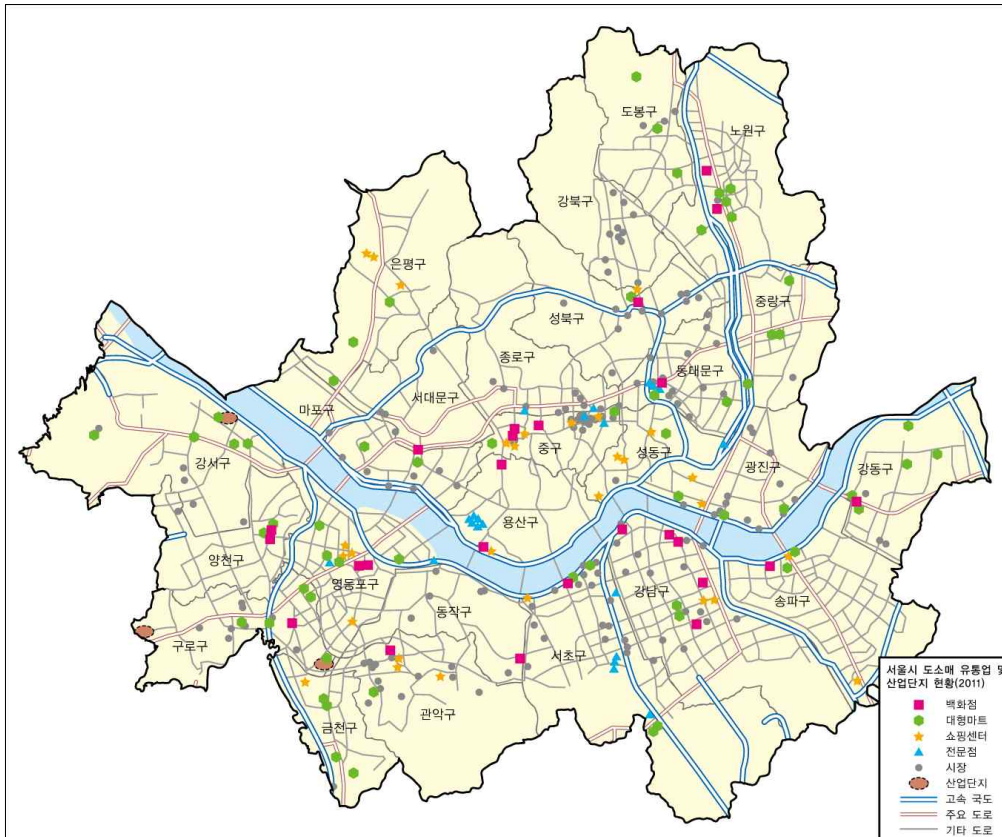 도봉구
노원구
강북구
은평구
중랑구
성북구
종로구
동대문구
서대문구
마포구
중구
성동구
강서구
광진구
강동구
용산구
양천구
영등포구
강남구
송파구
동작구
구로구
서초구
관악구
금천구
서울시 도소매 유통업 및
산업단지 현황(2011)
백화점
대형마트
쇼핑센터
전문점
시장
산업단지
고속 국도
주요 도로
기타 도로